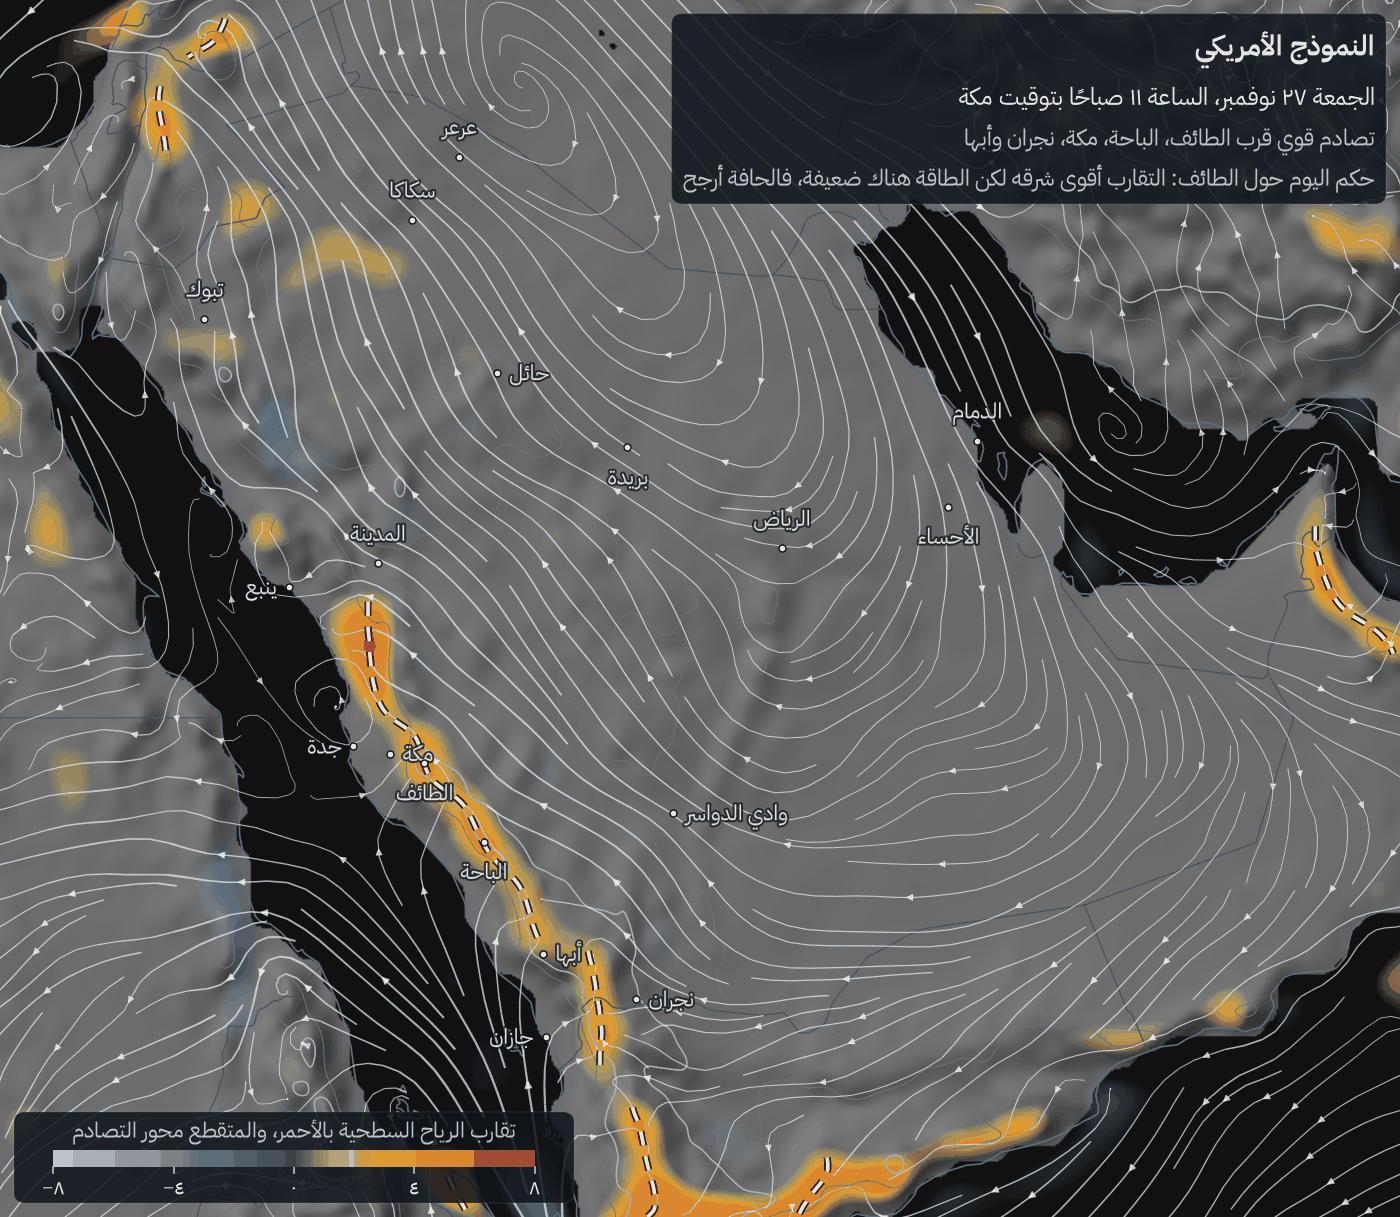 النموذج الأمريكي
الجمعة ٢٧ نوفمبر، الساعة ١١ صباحًا بتوقيت مكة
تصادم قوي قرب الطائف، الباحة، مكة، نجران وأبها
حكم اليوم حول الطائف: التقارب أقوى شرقه لكن الطاقة هناك ضعيفة، فالحافة أرجح
عرعر
سكاكا
تبوك
حائل
الدمام
بريدة
الرياض
المدينة
الأحساء
ينبع
جدة
مكة
الطائف
وادي الدواسر
الباحة
أبها
نجران
جازان
تقارب الرياح السطحية بالأحمر، والمتقطع محور التصادم
−٨ −٤ ٠ ٤ ٨